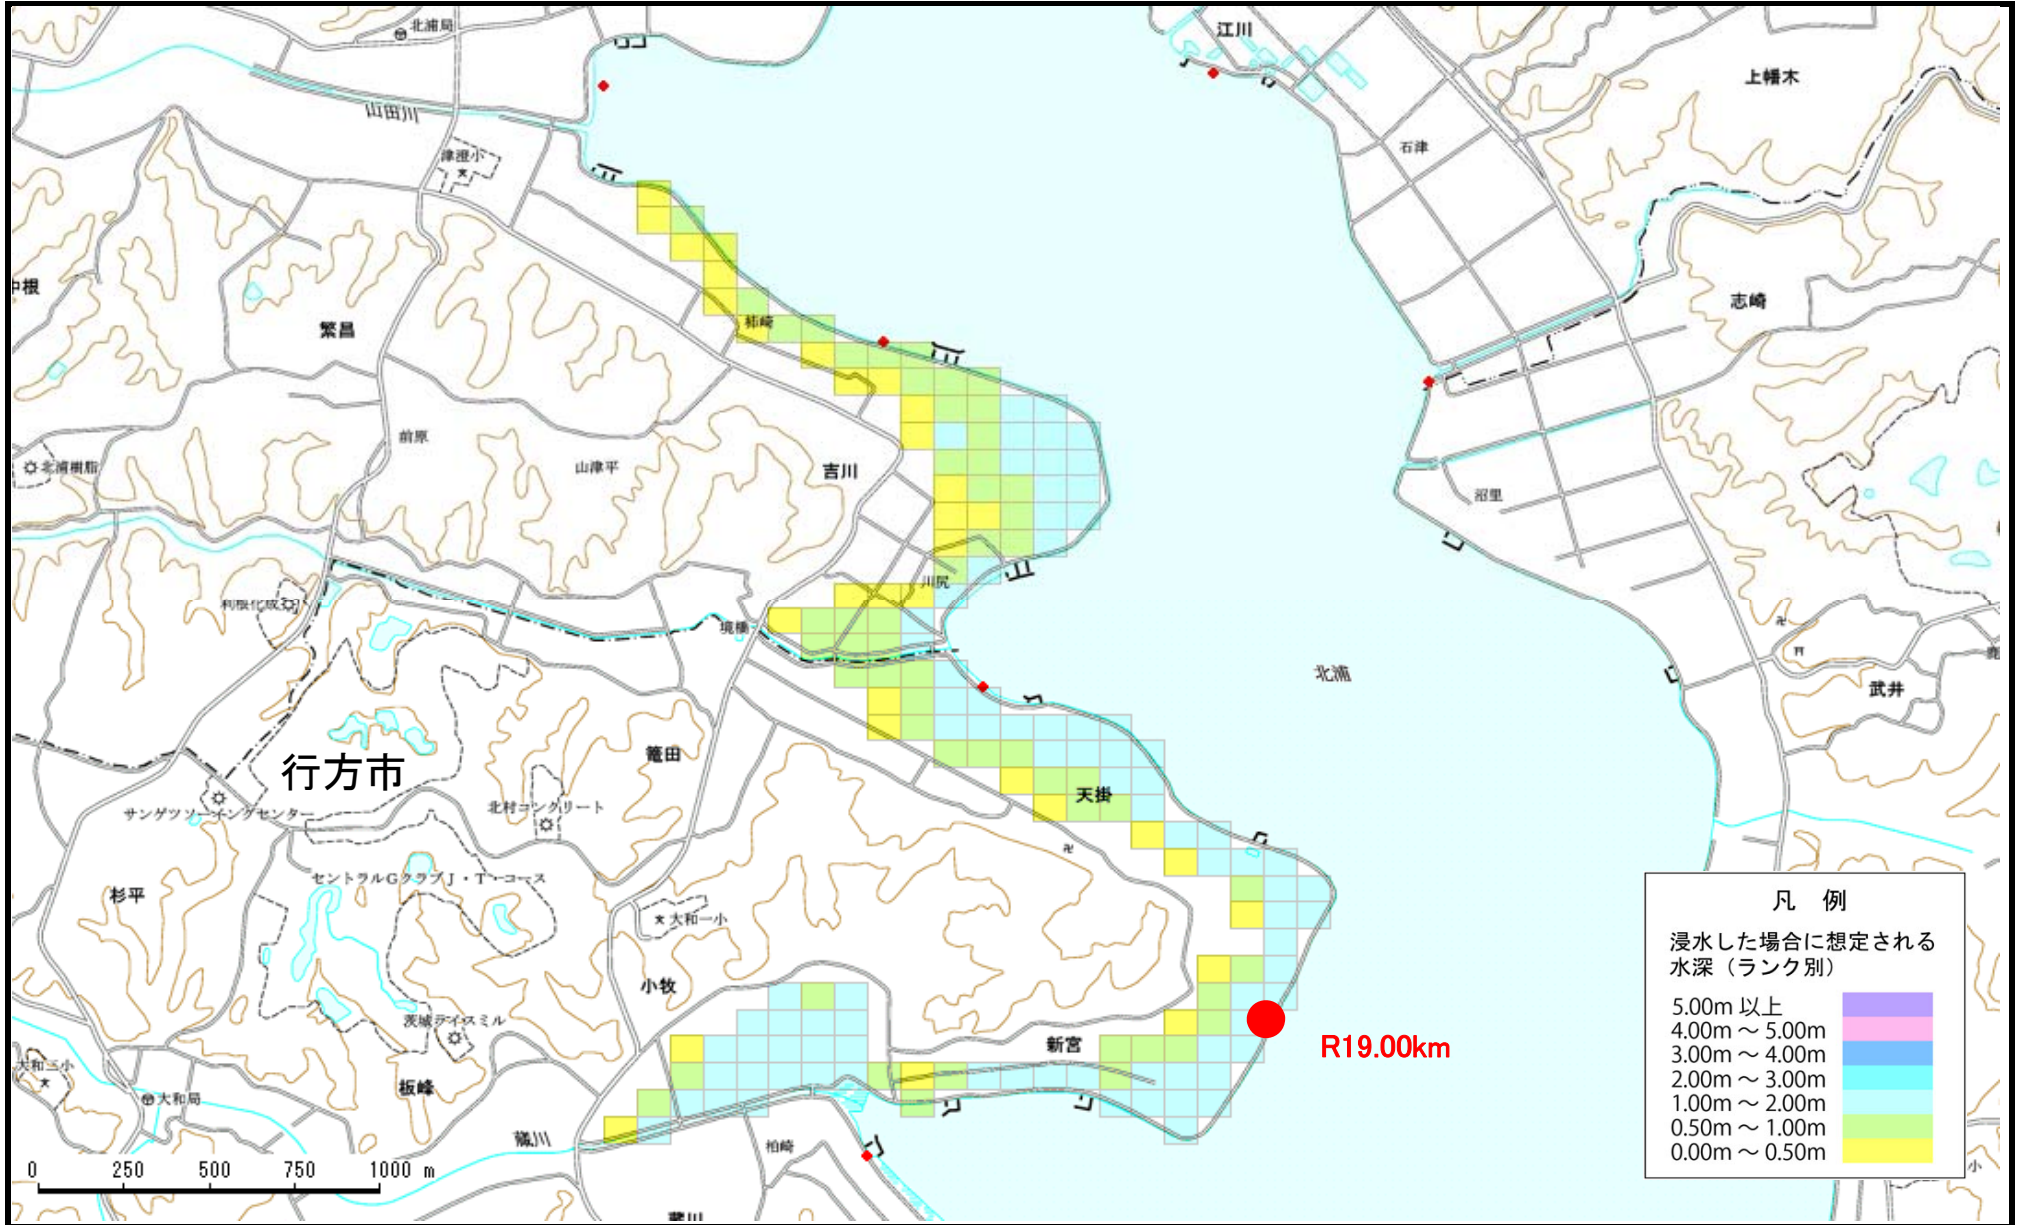 北浦局
江川
上幡木
山田川
津澄小
石津
中根
繁昌
柿崎
志崎
前原
北浦樹脂
山津平
吉川
沼里
川尻
利根化成
境橋
北浦
武井
行方市
篭田
北村コンクリート
天掛
サンゲツソーイングセンター
セントラルGクラブJ・T・コース
杉平
大和一小
小牧
茨城ライスミル
新宮
R19.00km
大和三小
板峰
大和局
蔵川
柏崎
蔵川
小
0 250 500 750 1000 m
凡 例
浸水した場合に想定される
水深（ランク別）
5.00m 以上
4.00m ～ 5.00m
3.00m ～ 4.00m
2.00m ～ 3.00m
1.00m ～ 2.00m
0.50m ～ 1.00m
0.00m ～ 0.50m